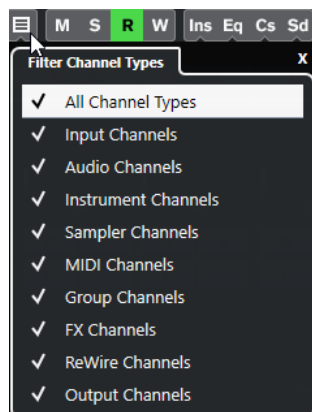 M S R W Ins Eq Cs Sd
Filter Channel Types X
All Channel Types
Input Channels
Audio Channels
Instrument Channels
Sampler Channels
MIDI Channels
Group Channels
FX Channels
ReWire Channels
Output Channels